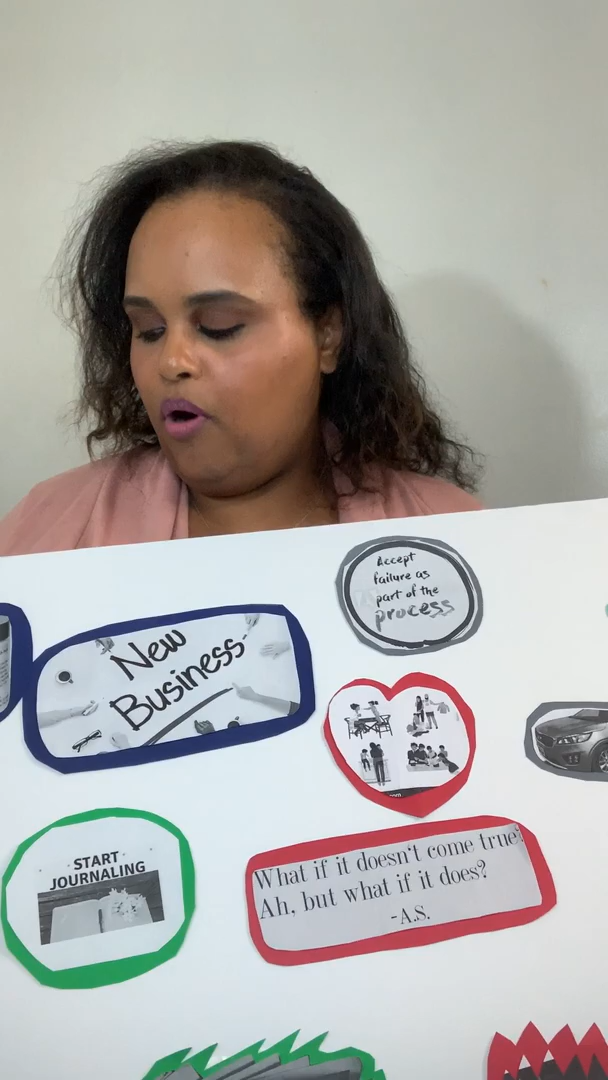 Accept
failure as
part of the
process
New
Business
START
JOURNALING
What if it doesn't come true?
Ah, but what if it does?
-A.S.